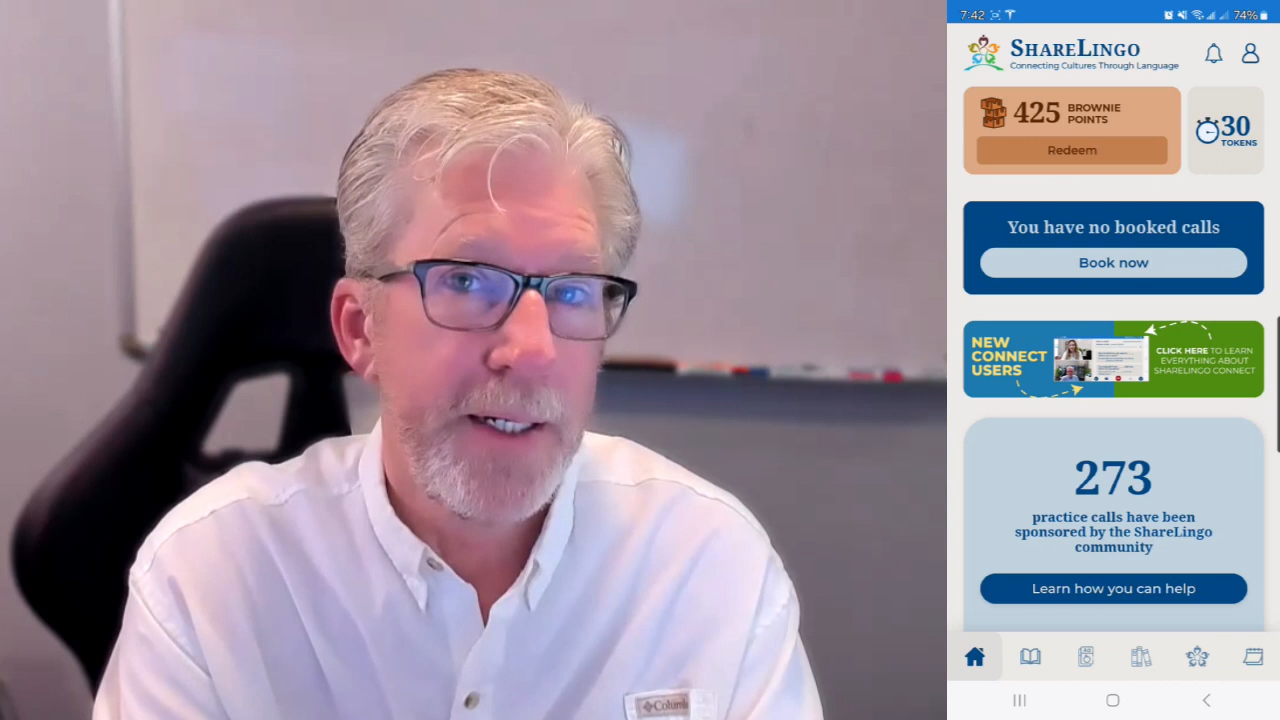 7:42
74%
SHARELINGO
Connecting Cultures Through Language
425 BROWNIE
POINTS
Redeem
30
TOKENS
You have no booked calls
Book now
NEW
CONNECT
USERS
CLICK HERE TO LEARN
EVERYTHING ABOUT
SHARELINGO CONNECT
273
practice calls have been
sponsored by the ShareLingo
community
Learn how you can help